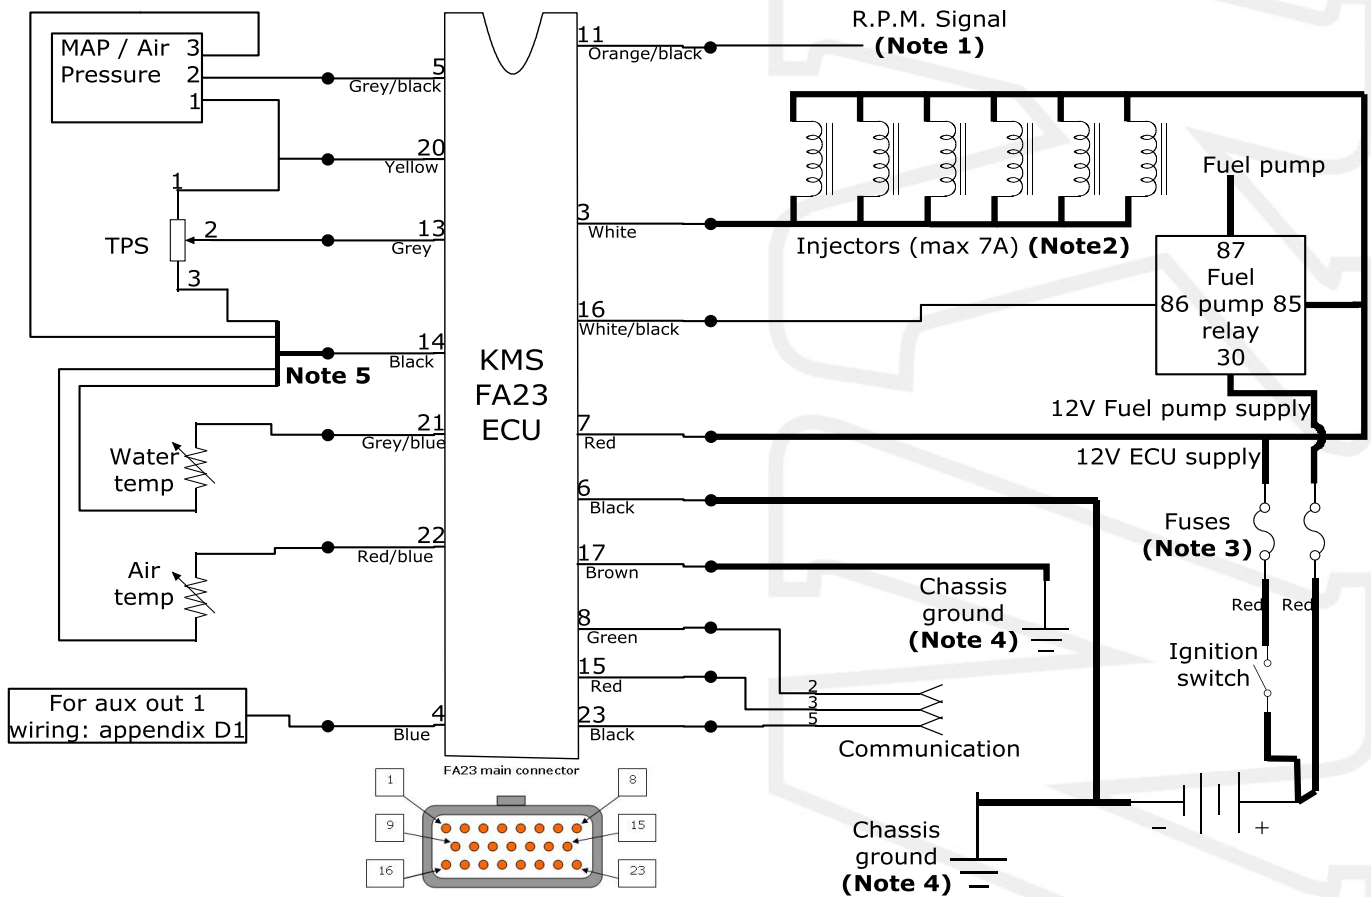 R.P.M. Signal
(Note 1)
11
Orange/black
MAP / Air
Pressure
3
2
1
5
Grey/black
20
Yellow
1
TPS
2
3
13
Grey
14
Black
Note 5
KMS
FA23
ECU
3
White
Injectors (max 7A) (Note2)
Fuel pump
87
Fuel
86 pump 85
relay
30
16
White/black
12V Fuel pump supply
7
Red
12V ECU supply
21
Grey/blue
Water
temp
6
Black
Fuses
(Note 3)
22
Red/blue
Air
temp
17
Brown
Chassis
ground
(Note 4)
Red
Red
8
Green
Ignition
switch
15
Red
2
3
5
For aux out 1
wiring: appendix D1
4
Blue
23
Black
Communication
FA23 main connector
1
8
9
15
16
23
Chassis
ground
(Note 4)
−
+